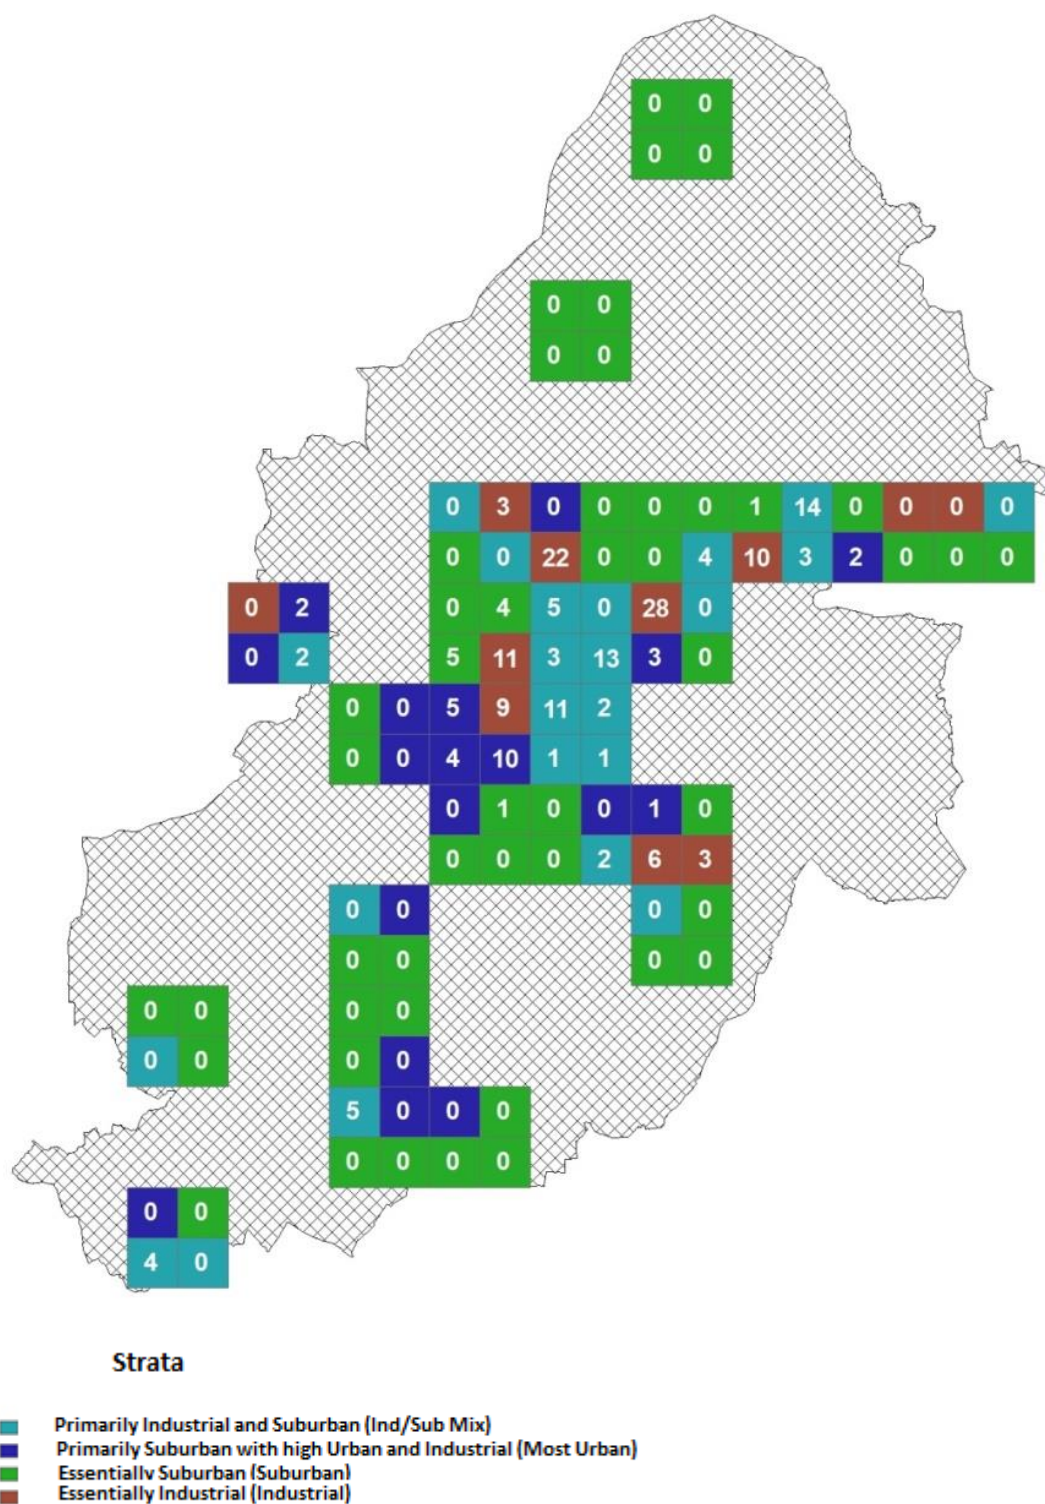 0 0
0 0
0 0
0 0
0 3 0 0 0 0 1 14 0 0 0 0
0 0 22 0 0 4 10 3 2 0 0 0
0 2 0 4 5 0 28 0
0 2 5 11 3 13 3 0
0 0 5 9 11 2
0 0 4 10 1 1
0 1 0 0 1 0
0 0 0 2 6 3
0 0 0 0
0 0 0 0
0 0 0 0
0 0 0 0
5 0 0 0
0 0 0 0
0 0
4 0
Strata
Primarily Industrial and Suburban (Ind/Sub Mix)
Primarily Suburban with high Urban and Industrial (Most Urban)
Essentially Suburban (Suburban)
Essentially Industrial (Industrial)